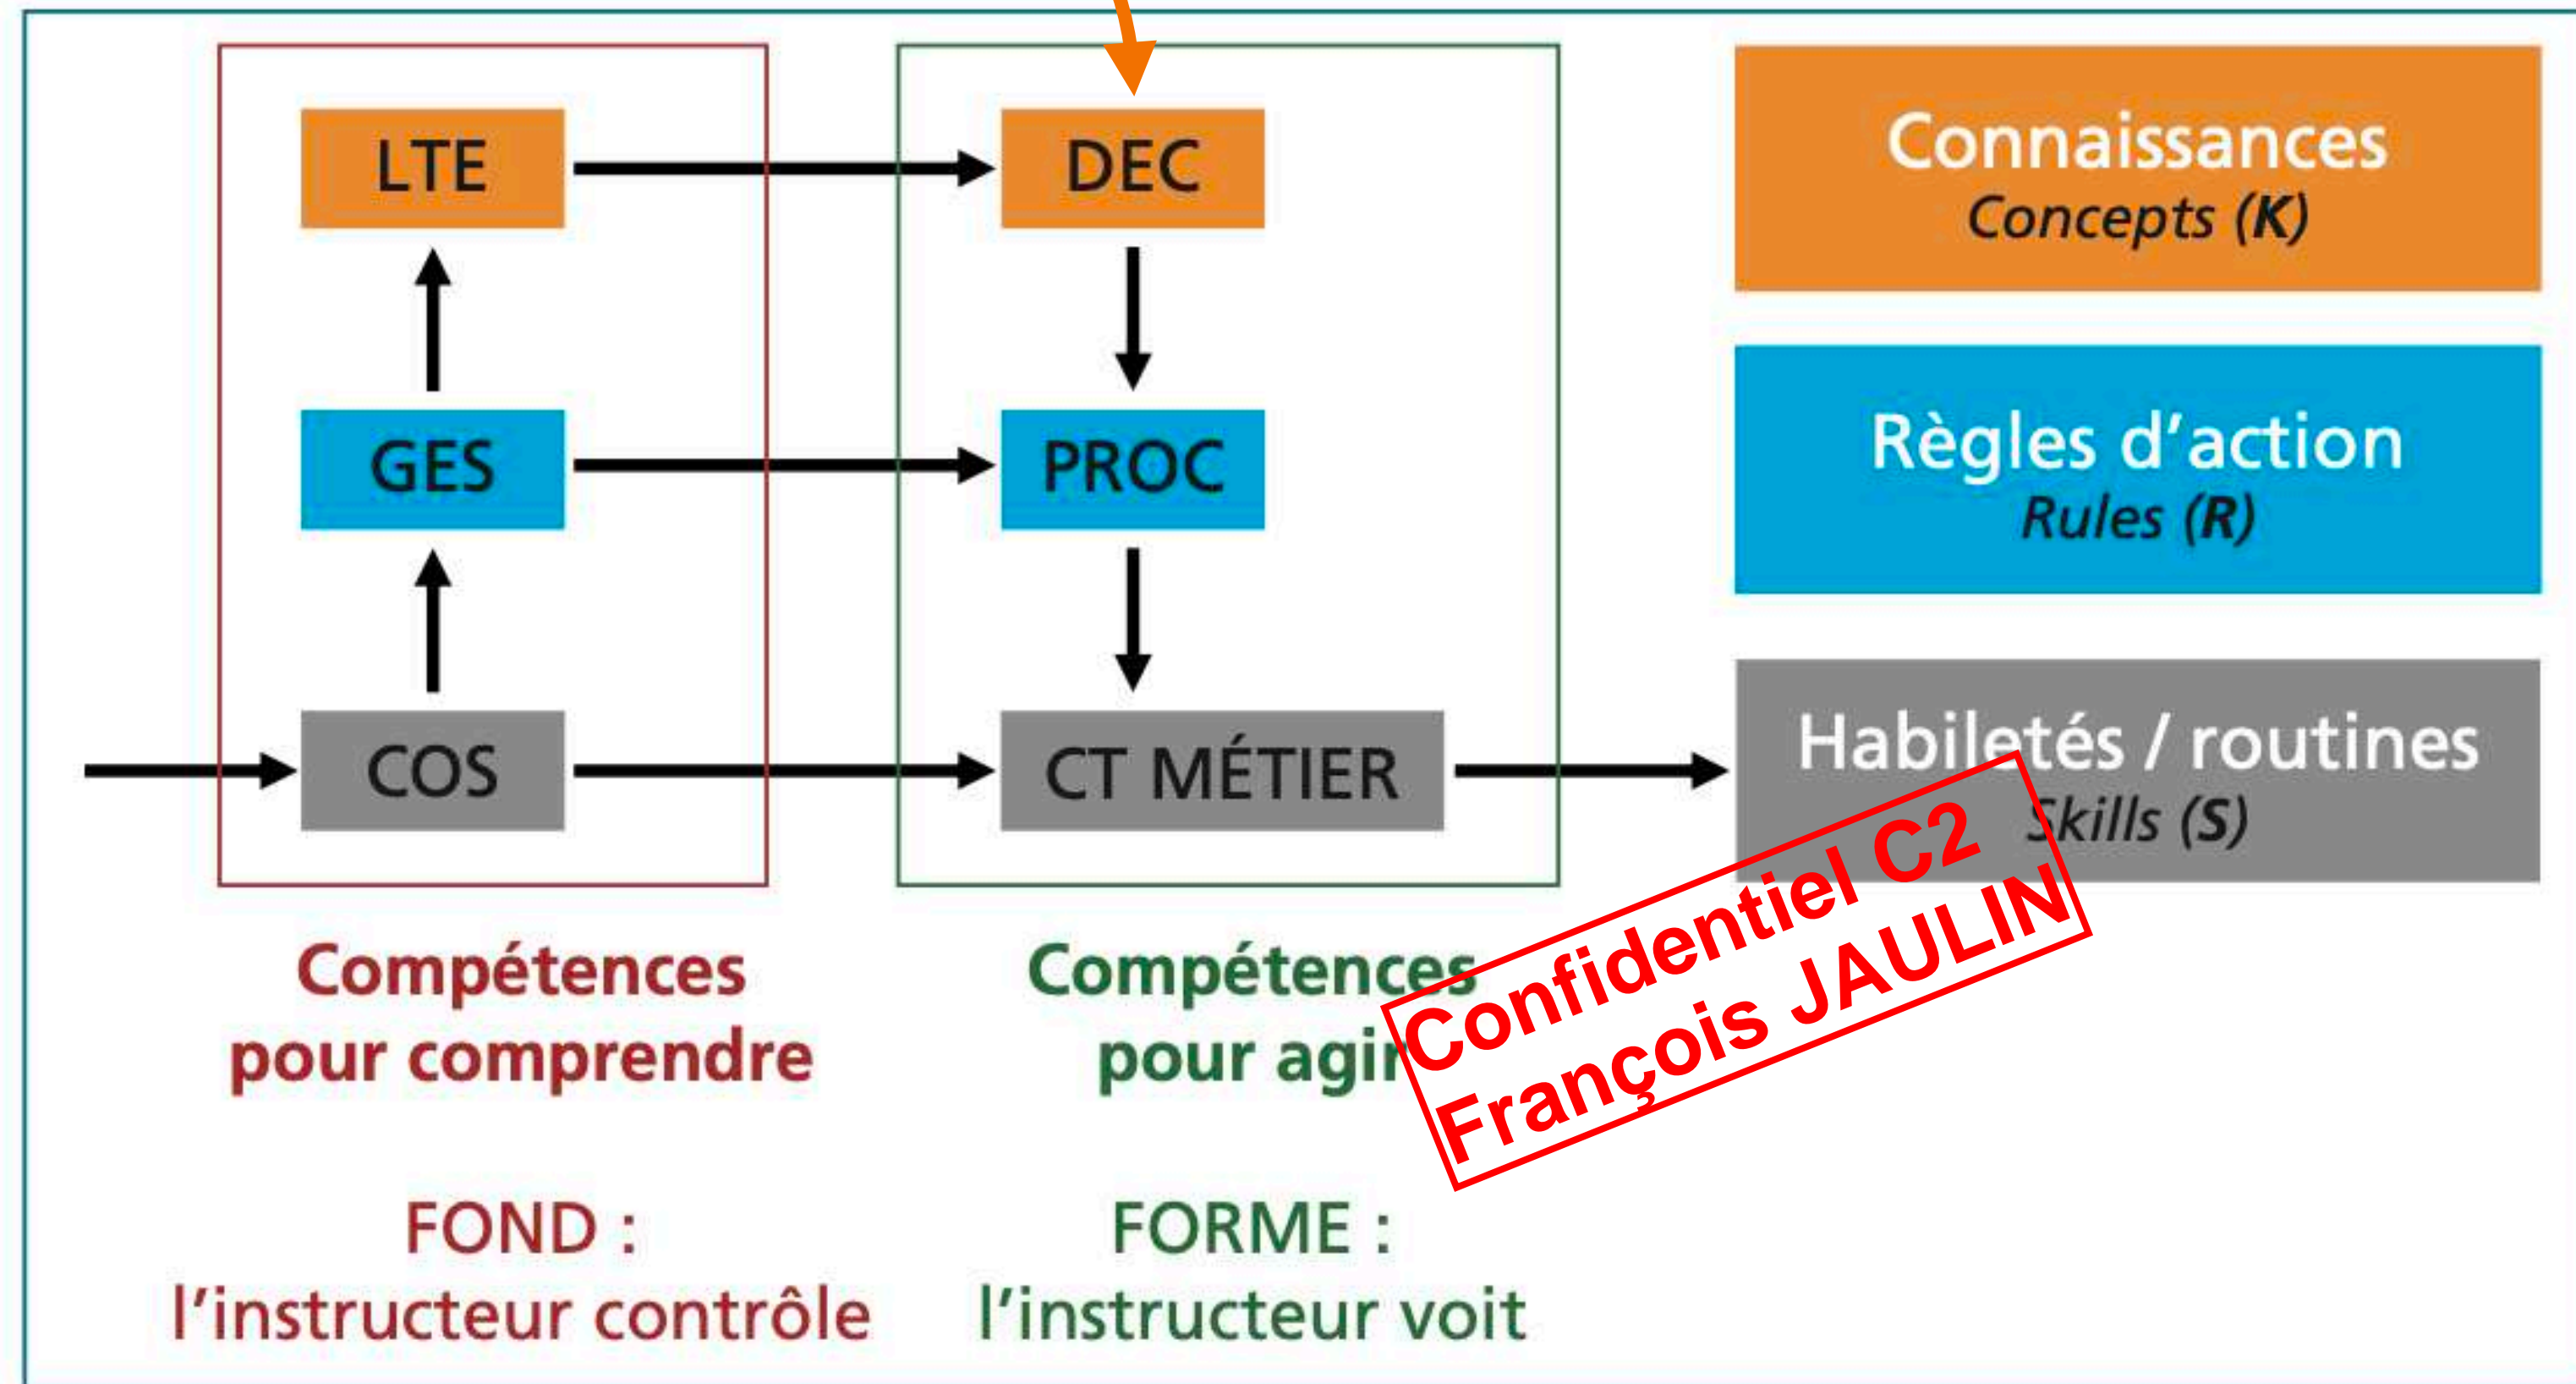 LTE
DEC
Connaissances
Concepts (K)
GES
PROC
Règles d’action
Rules (R)
COS
CT MÉTIER
Habiletés / routines
Skills (S)
Compétences
pour comprendre
Compétences
pour agir
Confidentiel C2
François JAULIN
FOND :
l’instructeur contrôle
FORME :
l’instructeur voit